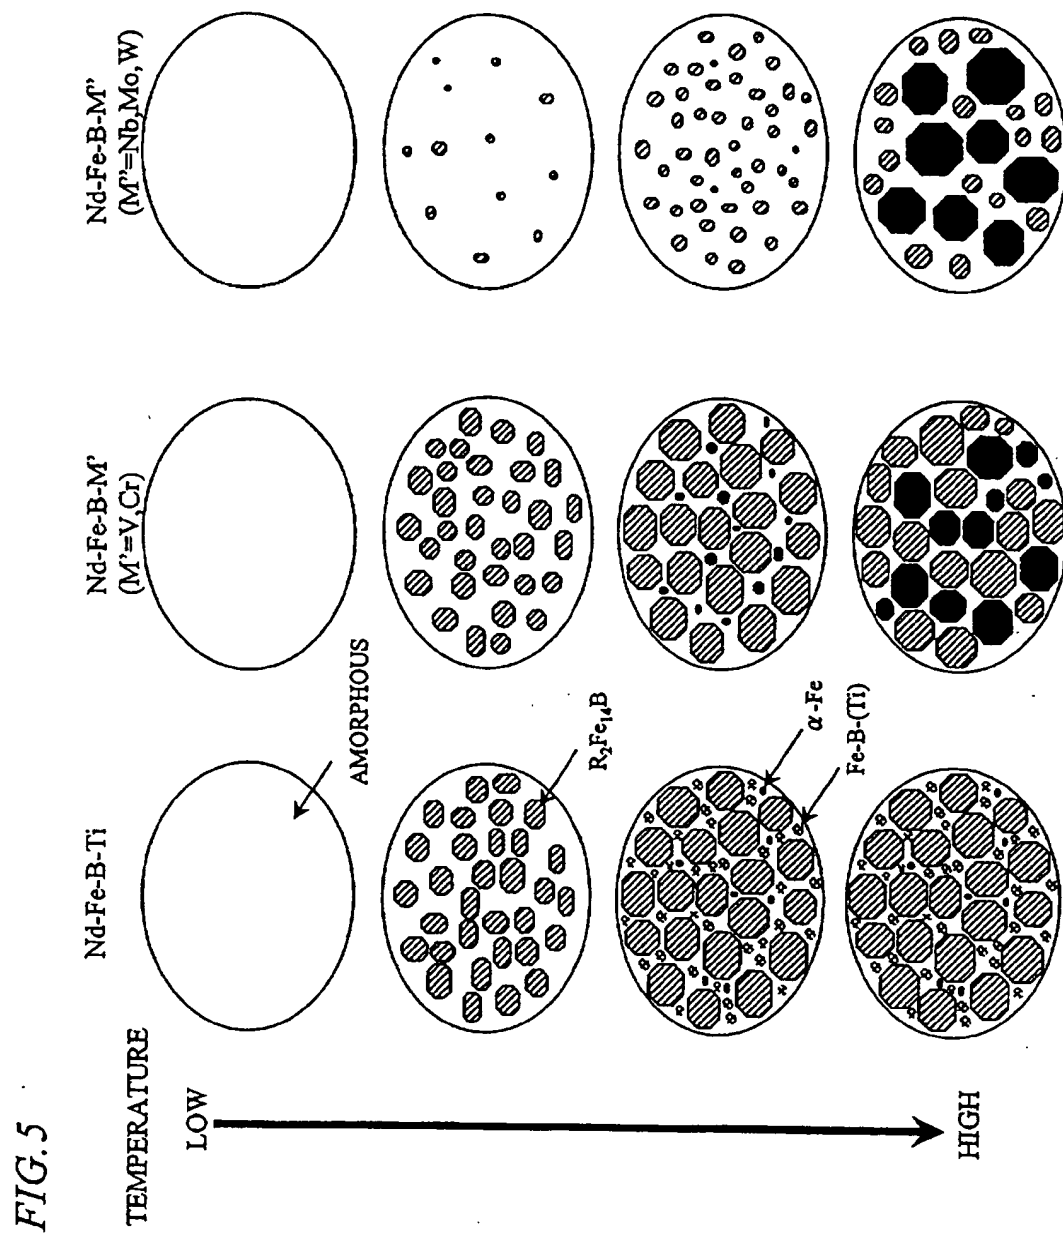 FIG.5
TEMPERATURE
LOW
HIGH
Nd-Fe-B-Ti
Nd-Fe-B-M'
(M'=V,Cr)
Nd-Fe-B-M"
(M"=Nb,Mo,W)
AMORPHOUS
R₂Fe₁₄B
α-Fe
Fe-B-(Ti)